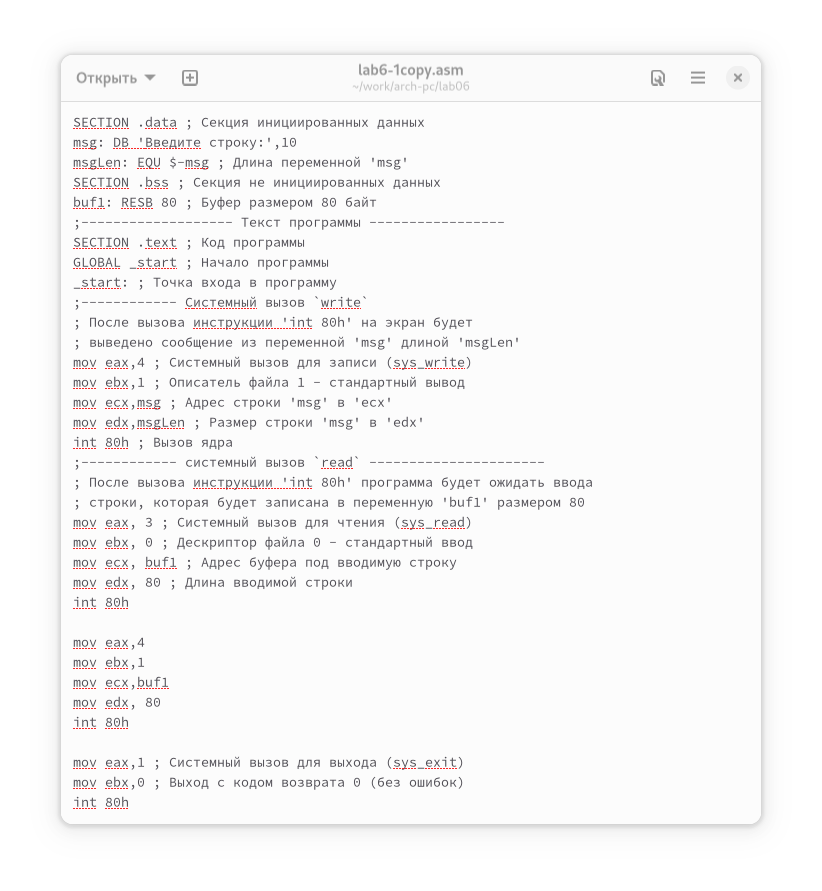 Открыть
lab6-1copy.asm
~/work/arch-pc/lab06
SECTION .data ; Секция инициированных данных
msg: DB 'Введите строку:',10
msgLen: EQU $-msg ; Длина переменной 'msg'
SECTION .bss ; Секция не инициированных данных
buf1: RESB 80 ; Буфер размером 80 байт
;------------------- Текст программы -----------------
SECTION .text ; Код программы
GLOBAL _start ; Начало программы
_start: ; Точка входа в программу
;------------ Системный вызов `write`
; После вызова инструкции 'int 80h' на экран будет
; выведено сообщение из переменной 'msg' длиной 'msgLen'
mov eax,4 ; Системный вызов для записи (sys_write)
mov ebx,1 ; Описатель файла 1 - стандартный вывод
mov ecx,msg ; Адрес строки 'msg' в 'ecx'
mov edx,msgLen ; Размер строки 'msg' в 'edx'
int 80h ; Вызов ядра
;------------ системный вызов `read` ----------------------
; После вызова инструкции 'int 80h' программа будет ожидать ввода
; строки, которая будет записана в переменную 'buf1' размером 80
mov eax, 3 ; Системный вызов для чтения (sys_read)
mov ebx, 0 ; Дескриптор файла 0 - стандартный ввод
mov ecx, buf1 ; Адрес буфера под вводимую строку
mov edx, 80 ; Длина вводимой строки
int 80h
mov eax,4
mov ebx,1
mov ecx,buf1
mov edx, 80
int 80h
mov eax,1 ; Системный вызов для выхода (sys_exit)
mov ebx,0 ; Выход с кодом возврата 0 (без ошибок)
int 80h